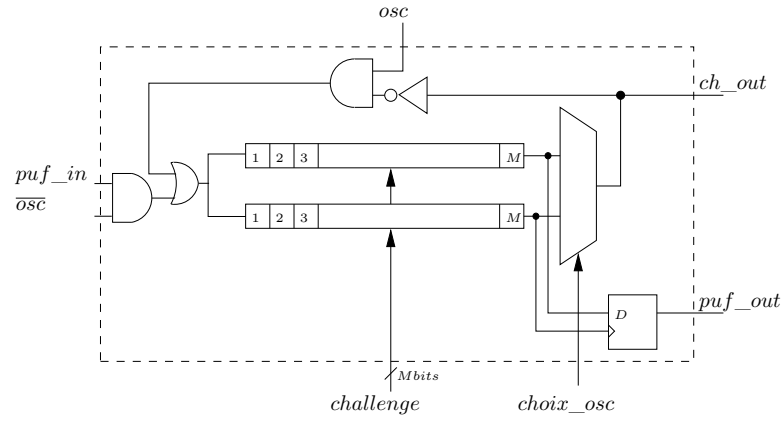 osc
ch_out
1 2 3 M
puf_in
osc
1 2 3 M
D
puf_out
Mbits
challenge
choix_osc